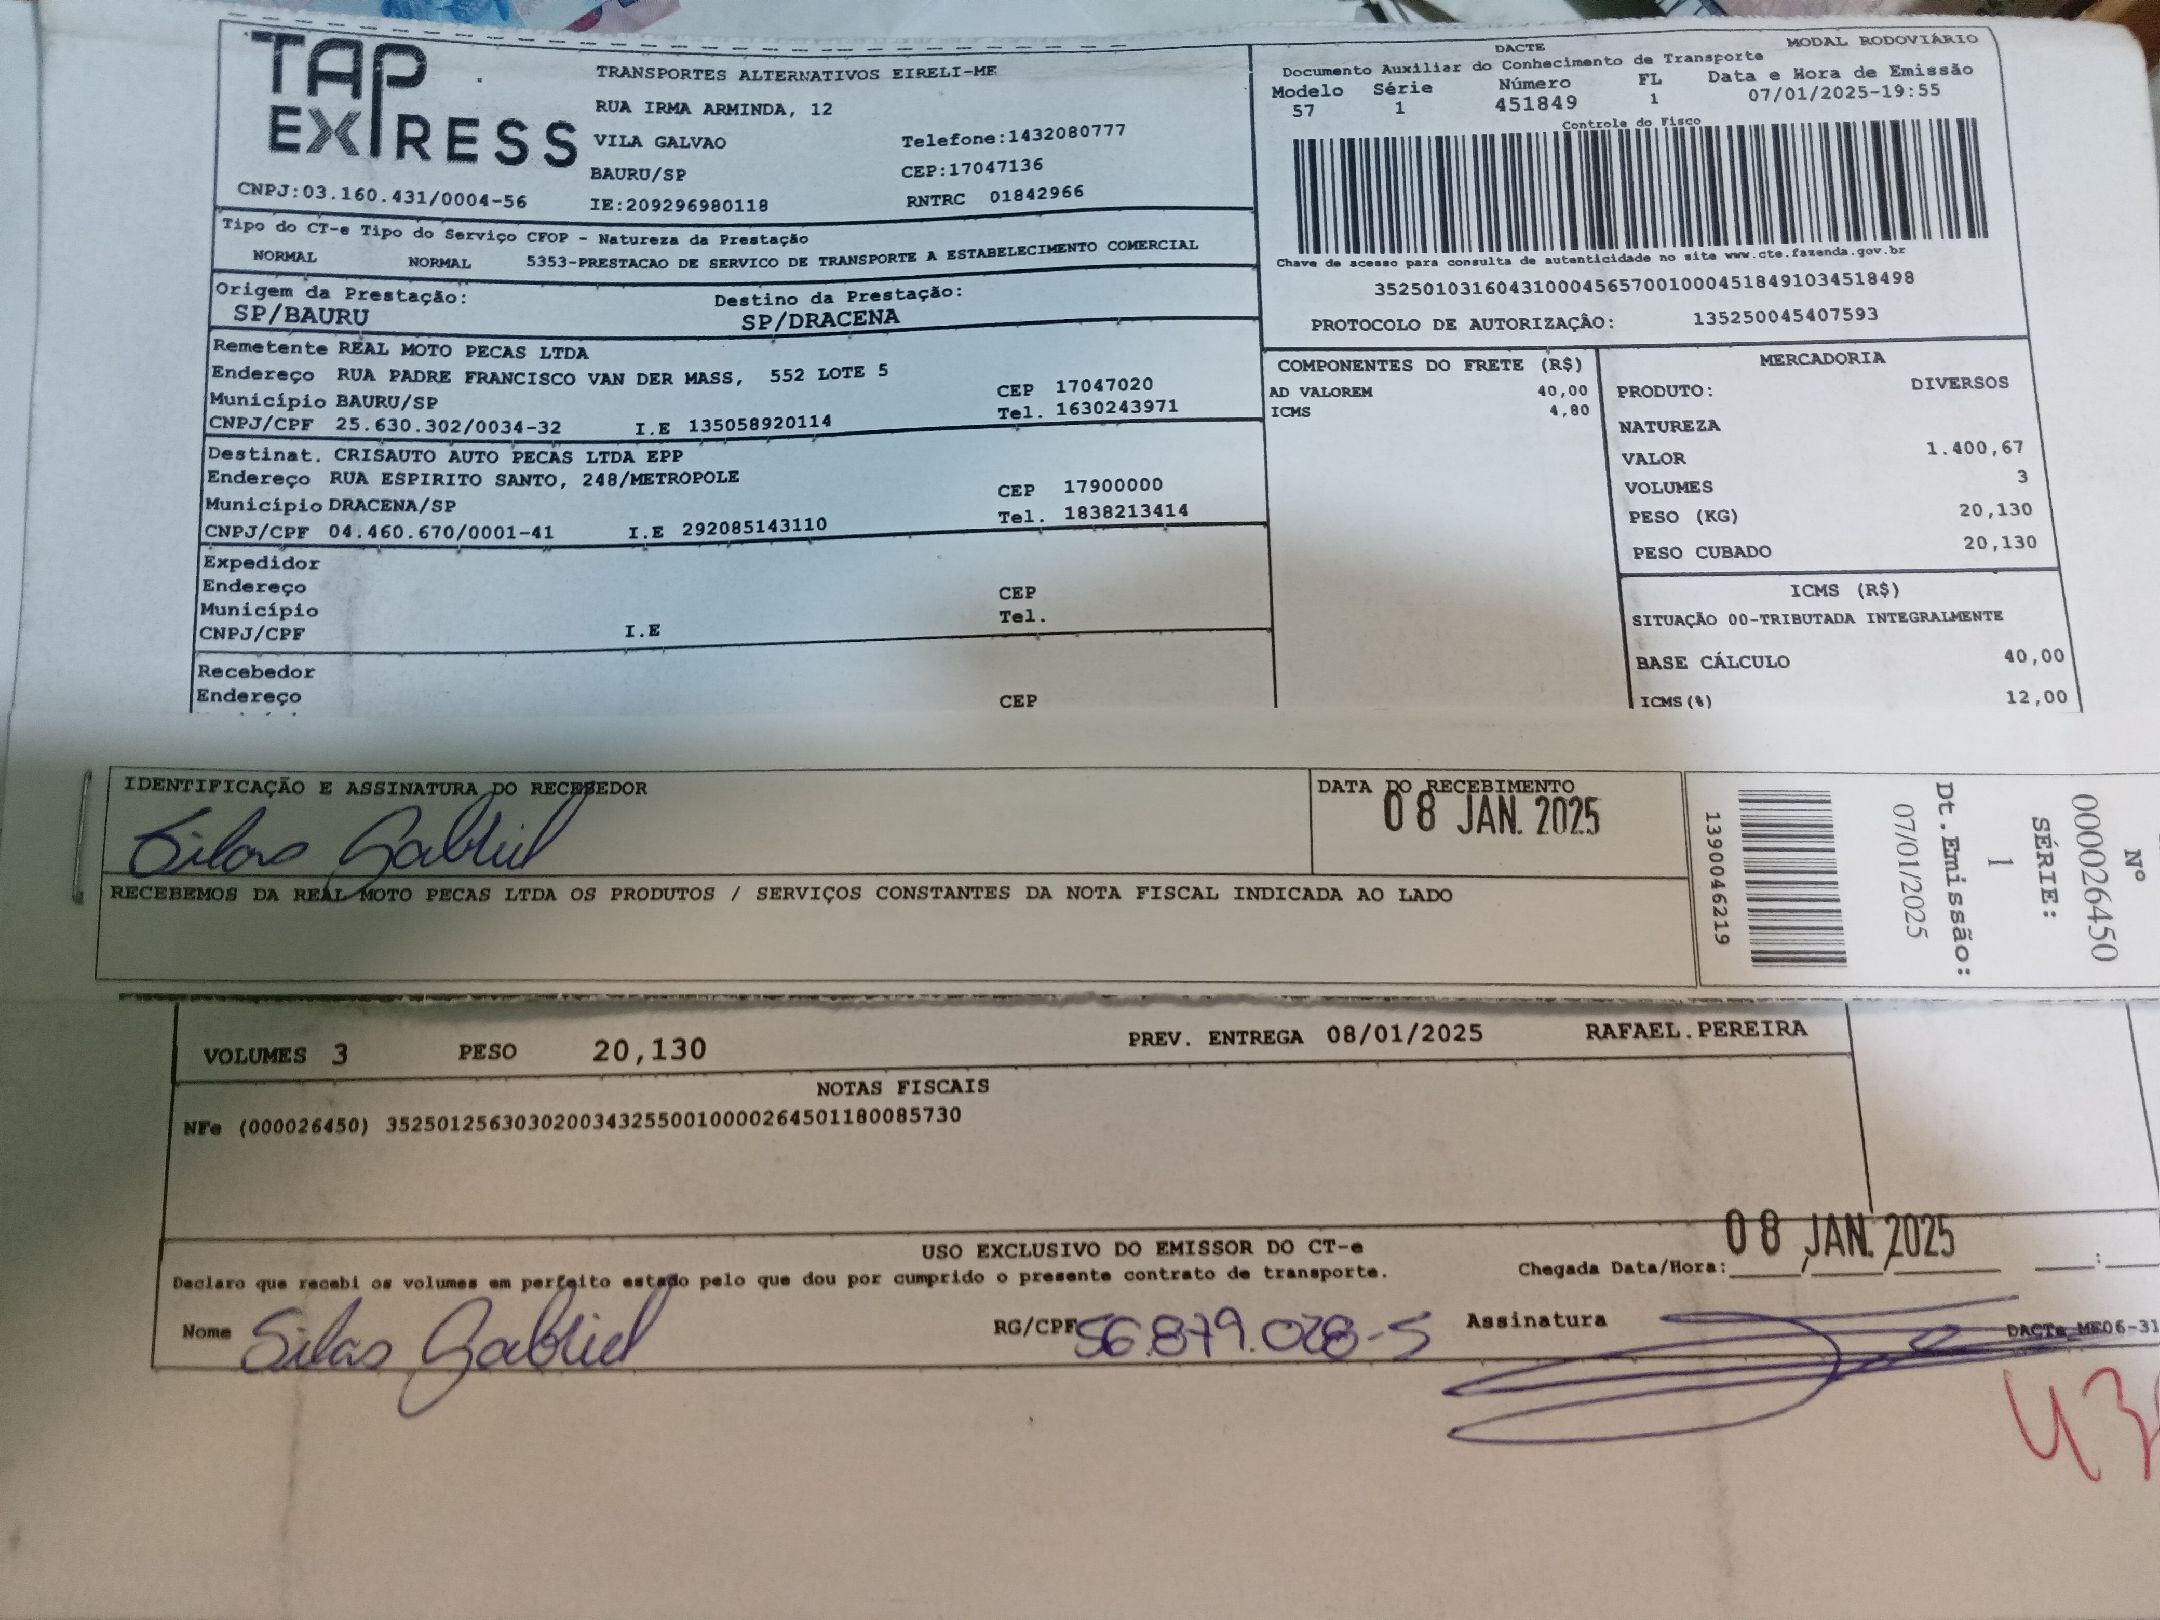 TAP EXPRESS
TRANSPORTES ALTERNATIVOS EIRELI-ME
RUA IRMA ARMINDA, 12
VILA GALVAO Telefone:1432080777
BAURU/SP CEP:17047136
CNPJ:03.160.431/0004-56 IE:209296980118 RNTRC 01842966
DACTE MODAL RODOVIÁRIO
Documento Auxiliar do Conhecimento de Transporte
Modelo Série Número FL Data e Hora de Emissão
57 1 451849 1 07/01/2025-19:55
Controle do Fisco
Chave de acesso para consulta de autenticidade no site www.cte.fazenda.gov.br
35250103160431000456570010004518491034518498
PROTOCOLO DE AUTORIZAÇÂO: 135250045407593
Tipo do CT-e Tipo do Serviço CFOP - Natureza da Prestação
NORMAL NORMAL 5353-PRESTACAO DE SERVICO DE TRANSPORTE A ESTABELECIMENTO COMERCIAL
Origem da Prestação: Destino da Prestação:
SP/BAURU SP/DRACENA
Remetente REAL MOTO PECAS LTDA
Endereço RUA PADRE FRANCISCO VAN DER MASS, 552 LOTE 5
Município BAURU/SP CEP 17047020
CNPJ/CPF 25.630.302/0034-32 I.E 135058920114 Tel. 1630243971
Destinat. CRISAUTO AUTO PECAS LTDA EPP
Endereço RUA ESPIRITO SANTO, 248/METROPOLE
Município DRACENA/SP CEP 17900000
CNPJ/CPF 04.460.670/0001-41 I.E 292085143110 Tel. 1838213414
Expedidor
Endereço CEP
Município Tel.
CNPJ/CPF I.E
Recebedor
Endereço CEP
COMPONENTES DO FRETE (R$)
AD VALOREM 40,00
ICMS 4,80
MERCADORIA
PRODUTO: DIVERSOS
NATUREZA
VALOR 1.400,67
VOLUMES 3
PESO (KG) 20,130
PESO CUBADO 20,130
ICMS (R$)
SITUAÇÃO 00-TRIBUTADA INTEGRALMENTE
BASE CÁLCULO 40,00
ICMS(%) 12,00
IDENTIFICAÇÃO E ASSINATURA DO RECEBEDOR
Silas Gabriel
DATA DO RECEBIMENTO
08 JAN. 2025
RECEBEMOS DA REAL MOTO PECAS LTDA OS PRODUTOS / SERVIÇOS CONSTANTES DA NOTA FISCAL INDICADA AO LADO
1390046219
Nº
000026450
SÉRIE:
1
Dt.Emissão:
07/01/2025
VOLUMES 3 PESO 20,130 PREV. ENTREGA 08/01/2025 RAFAEL.PEREIRA
NOTAS FISCAIS
NFe (000026450) 35250125630302003432550010000264501180085730
USO EXCLUSIVO DO EMISSOR DO CT-e
Declaro que recebi os volumes em perfeito estado pelo que dou por cumprido o presente contrato de transporte.
Chegada Data/Hora:____/____/______ ____:____
08 JAN. 2025
Nome Silas Gabriel RG/CPF 56.879.028-5 Assinatura